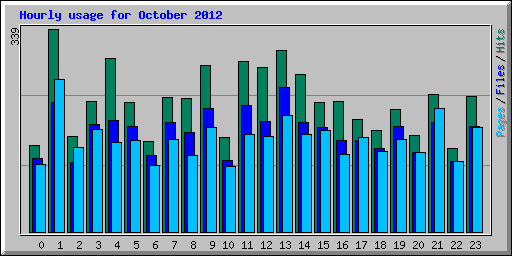 Hourly usage for October 2012
339
Pages/Files/Hits
0 1 2 3 4 5 6 7 8 9 10 11 12 13 14 15 16 17 18 19 20 21 22 23